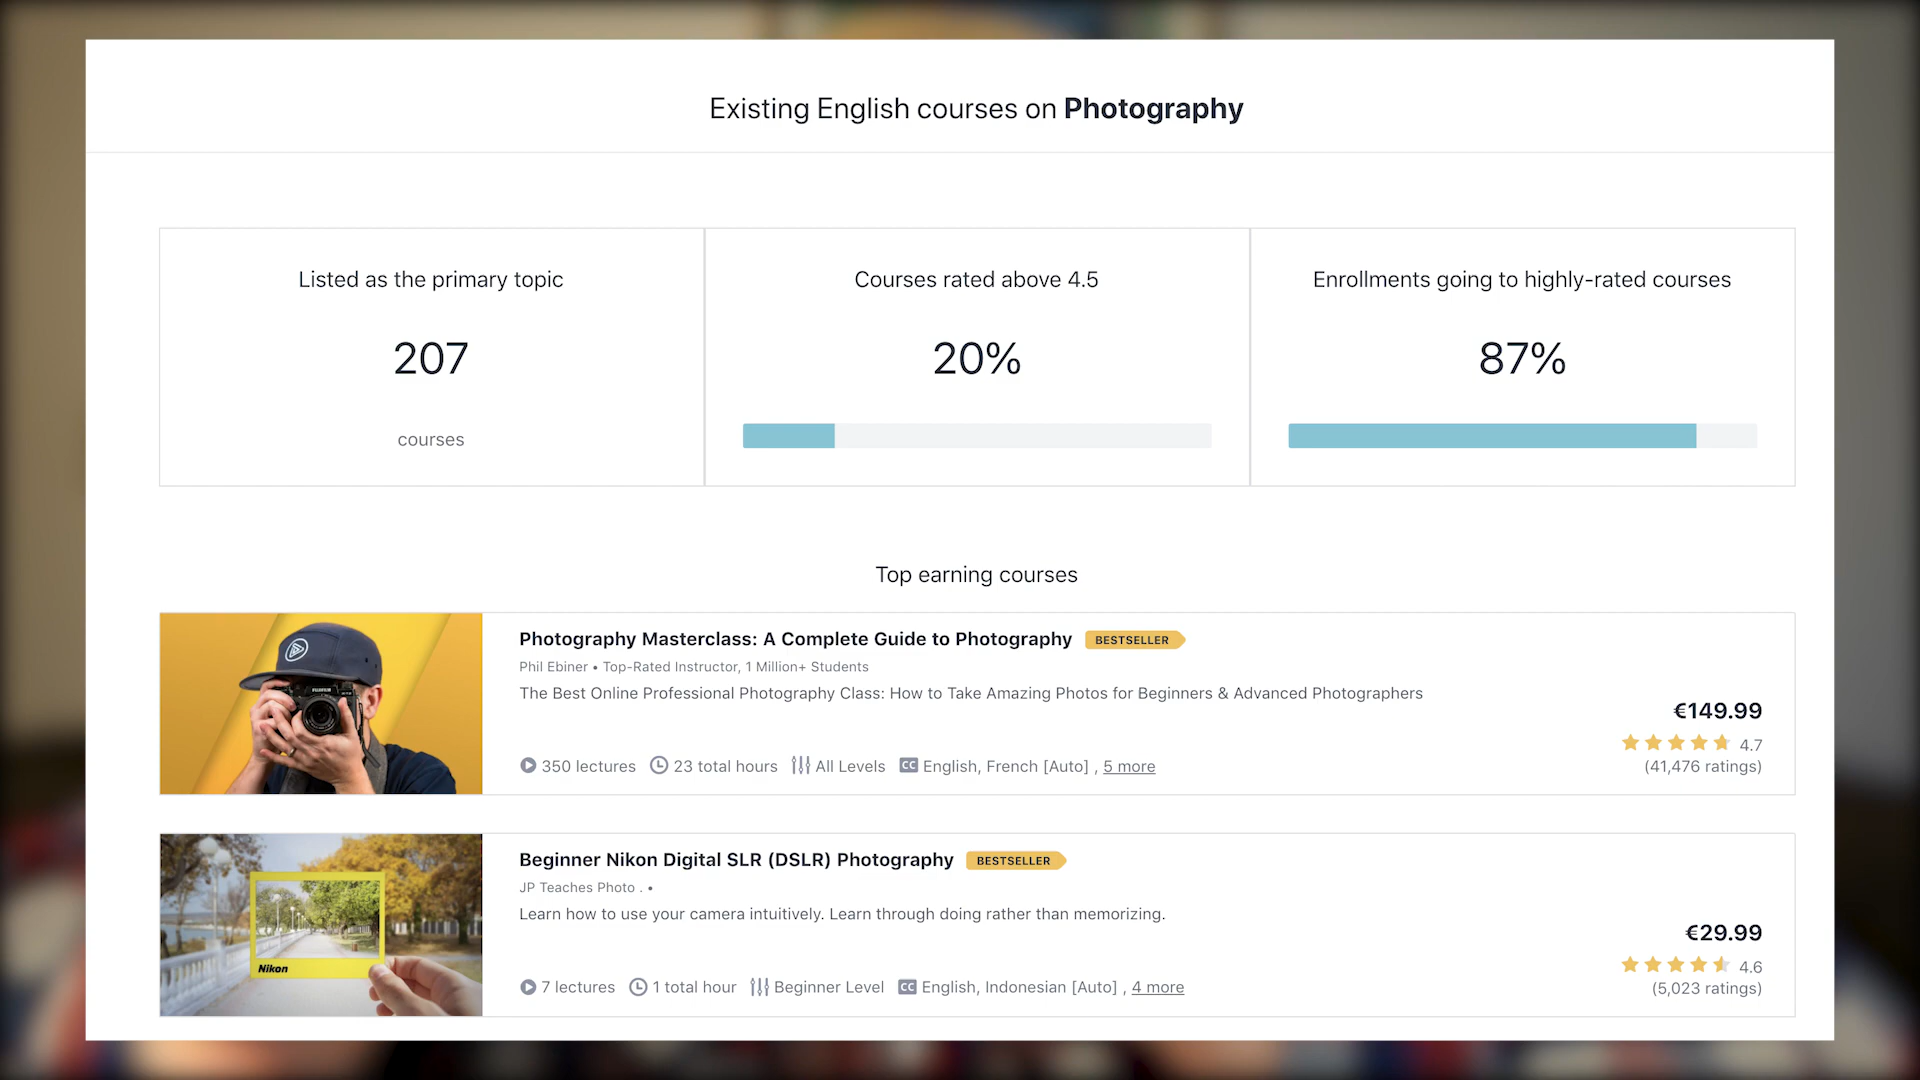 Existing English courses on Photography
Listed as the primary topic
207
courses
Courses rated above 4.5
20%
Enrollments going to highly-rated courses
87%
Top earning courses
FUJIFILM
Photography Masterclass: A Complete Guide to Photography BESTSELLER
Phil Ebiner • Top-Rated Instructor, 1 Million+ Students
The Best Online Professional Photography Class: How to Take Amazing Photos for Beginners & Advanced Photographers
350 lectures 23 total hours All Levels CC English, French [Auto] , 5 more
€149.99
4.7
(41,476 ratings)
Nikon
Beginner Nikon Digital SLR (DSLR) Photography BESTSELLER
JP Teaches Photo . •
Learn how to use your camera intuitively. Learn through doing rather than memorizing.
7 lectures 1 total hour Beginner Level CC English, Indonesian [Auto] , 4 more
€29.99
4.6
(5,023 ratings)